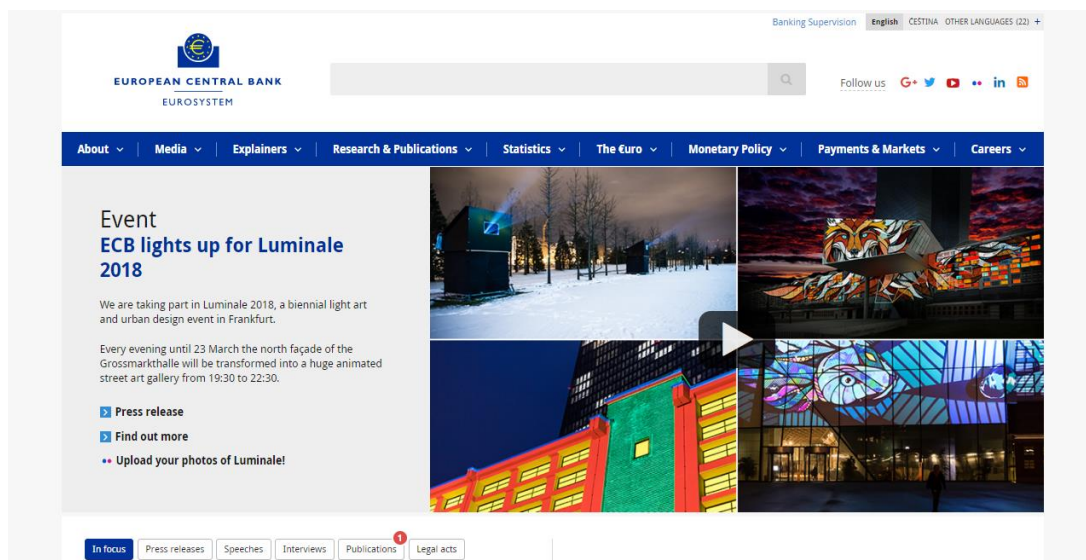 Banking Supervision English ČEŠTINA OTHER LANGUAGES (22) +
EUROPEAN CENTRAL BANK
EUROSYSTEM
Follow us G+ in
About Media Explainers Research & Publications Statistics The €uro Monetary Policy Payments & Markets Careers
Event
ECB lights up for Luminale
2018
We are taking part in Luminale 2018, a biennial light art
and urban design event in Frankfurt.
Every evening until 23 March the north façade of the
Grossmarkthalle will be transformed into a huge animated
street art gallery from 19:30 to 22:30.
Press release
Find out more
Upload your photos of Luminale!
In focus Press releases Speeches Interviews Publications 1 Legal acts